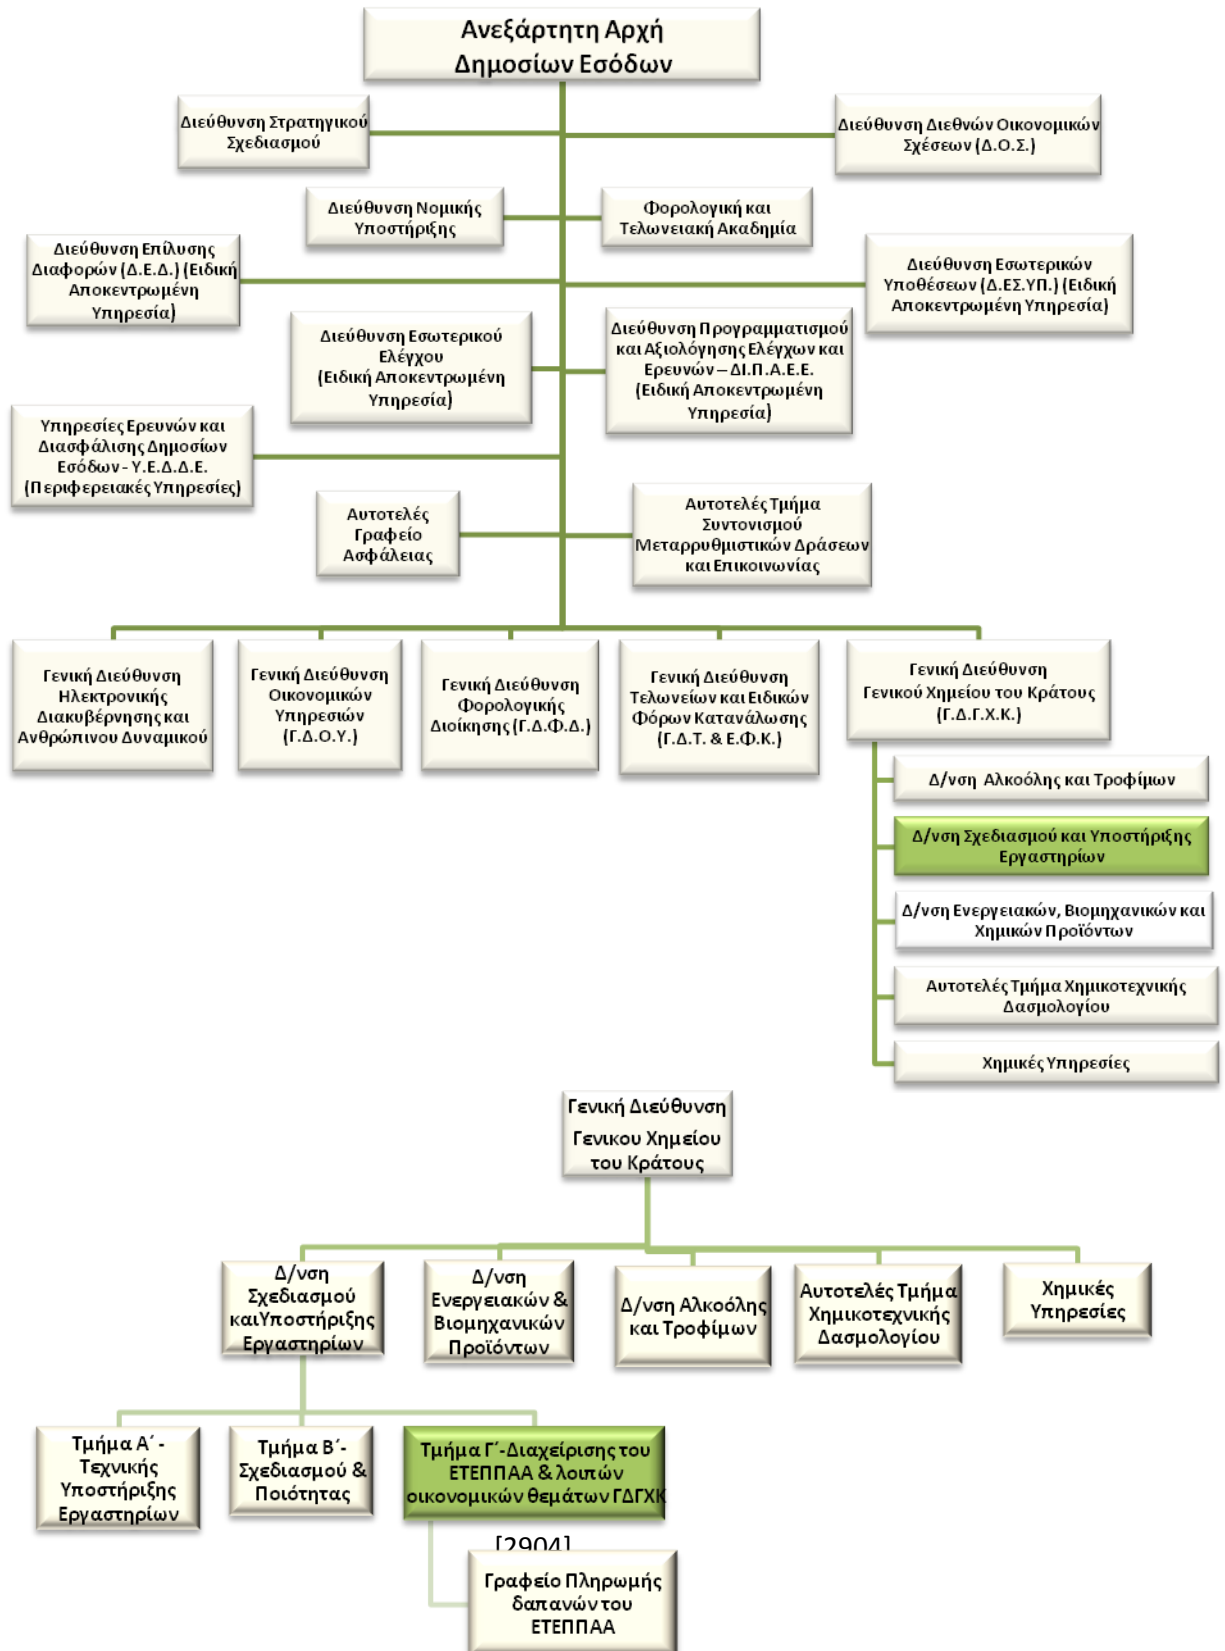 Ανεξάρτητη Αρχή
Δημοσίων Εσόδων
Διεύθυνση Στρατηγικού
Σχεδιασμού
Διεύθυνση Διεθνών Οικονομικών
Σχέσεων (Δ.Ο.Σ.)
Διεύθυνση Νομικής
Υποστήριξης
Φορολογική και
Τελωνειακή Ακαδημία
Διεύθυνση Επίλυσης
Διαφορών (Δ.Ε.Δ.) (Ειδική
Αποκεντρωμένη
Υπηρεσία)
Διεύθυνση Εσωτερικών
Υποθέσεων (Δ.ΕΣ.ΥΠ.) (Ειδική
Αποκεντρωμένη Υπηρεσία)
Διεύθυνση Εσωτερικού
Ελέγχου
(Ειδική Αποκεντρωμένη
Υπηρεσία)
Διεύθυνση Προγραμματισμού
και Αξιολόγησης Ελέγχων και
Ερευνών – ΔΙ.Π.Α.Ε.Ε.
(Ειδική Αποκεντρωμένη
Υπηρεσία)
Υπηρεσίες Ερευνών και
Διασφάλισης Δημοσίων
Εσόδων - Υ.Ε.Δ.Δ.Ε.
(Περιφερειακές Υπηρεσίες)
Αυτοτελές
Γραφείο
Ασφάλειας
Αυτοτελές Τμήμα
Συντονισμού
Μεταρρυθμιστικών Δράσεων
και Επικοινωνίας
Γενική Διεύθυνση
Ηλεκτρονικής
Διακυβέρνησης και
Ανθρώπινου Δυναμικού
Γενική Διεύθυνση
Οικονομικών
Υπηρεσιών
(Γ.Δ.Ο.Υ.)
Γενική Διεύθυνση
Φορολογικής
Διοίκησης (Γ.Δ.Φ.Δ.)
Γενική Διεύθυνση
Τελωνείων και Ειδικών
Φόρων Κατανάλωσης
(Γ.Δ.Τ. & Ε.Φ.Κ.)
Γενική Διεύθυνση
Γενικού Χημείου του Κράτους
(Γ.Δ.Γ.Χ.Κ.)
Δ/νση Αλκοόλης και Τροφίμων
Δ/νση Σχεδιασμού και Υποστήριξης
Εργαστηρίων
Δ/νση Ενεργειακών, Βιομηχανικών και
Χημικών Προϊόντων
Αυτοτελές Τμήμα Χημικοτεχνικής
Δασμολογίου
Χημικές Υπηρεσίες
Γενική Διεύθυνση
Γενικου Χημείου
του Κράτους
Δ/νση
Σχεδιασμού
καιΥποστήριξης
Εργαστηρίων
Δ/νση
Ενεργειακών &
Βιομηχανικών
Προϊόντων
Δ/νση Αλκοόλης
και Τροφίμων
Αυτοτελές Τμήμα
Χημικοτεχνικής
Δασμολογίου
Χημικές
Υπηρεσίες
Τμήμα Α΄ -
Τεχνικής
Υποστήριξης
Εργαστηρίων
Τμήμα Β΄-
Σχεδιασμού &
Ποιότητας
Τμήμα Γ΄-Διαχείρισης του
ΕΤΕΠΠΑΑ & λοιπών
οικονομικών θεμάτων ΓΔΓΧΚ
[2904]
Γραφείο Πληρωμής
δαπανών του
ΕΤΕΠΠΑΑ